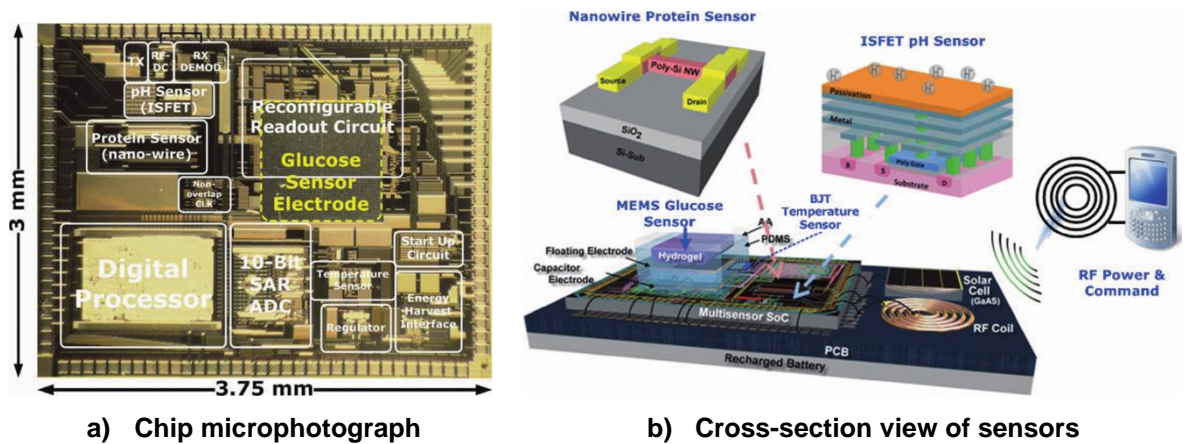 TX
RF-
DC
RX
DEMOD
pH Sensor
(ISFET)
Protein Sensor
(nano-wire)
Non-
overlap
CLK
Reconfigurable
Readout Circuit
Glucose
Sensor
Electrode
Digital
Processor
10-Bit
SAR
ADC
Temperature
Sensor
Regulator
Start Up
Circuit
Energy
Harvest
Interface
3 mm
3.75 mm
a) Chip microphotograph
Nanowire Protein Sensor
Source
Poly-Si NW
Drain
SiO2
Si-Sub
ISFET pH Sensor
H+ H+ H+ H+ H+ H+
Passivation
Metal
Poly Gate
B S D
Substrate
MEMS Glucose
Sensor
BJT
Temperature
Sensor
AA
PDMS
Floating Electrode
Hydrogel
Capacitor
Electrode
Multisensor SoC
Solar
Cell
(GaAS)
RF Coil
PCB
Recharged Battery
RF Power &
Command
b) Cross-section view of sensors